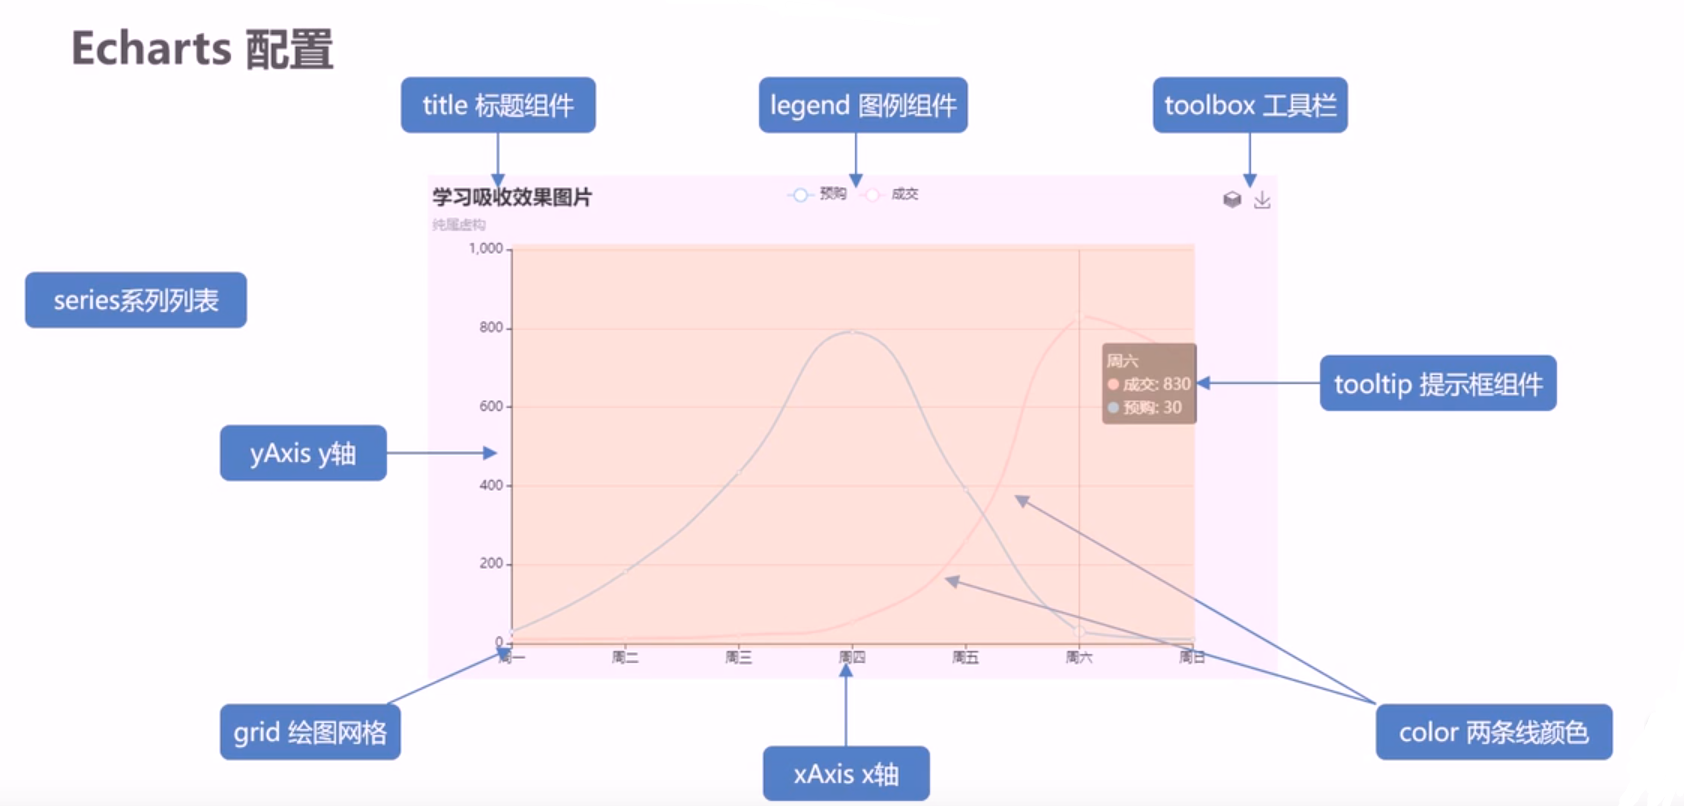 Echarts 配置
title 标题组件
legend 图例组件
toolbox 工具栏
学习吸收效果图片
预购
成交
纯属虚构
1,000
series系列列表
800
周六
成交: 830
预购: 30
tooltip 提示框组件
600
yAxis y轴
400
200
0
周一
周二
周三
周四
周五
周六
周日
grid 绘图网格
color 两条线颜色
xAxis x轴